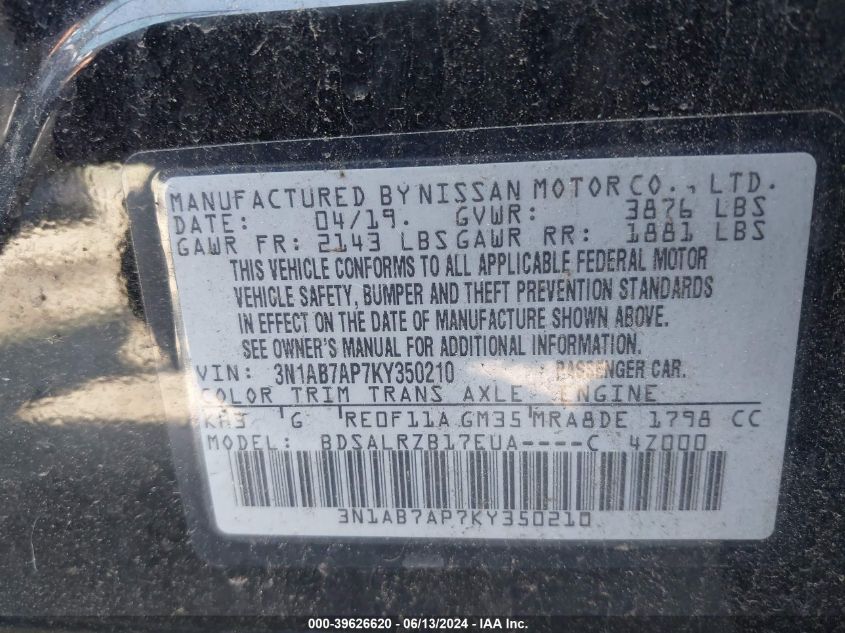 MANUFACTURED BY NISSAN MOTOR CO., LTD.
DATE: 04/19. GVWR: 3876 LBS
GAWR FR: 2143 LBS GAWR RR: 1881 LBS
THIS VEHICLE CONFORMS TO ALL APPLICABLE FEDERAL MOTOR
VEHICLE SAFETY, BUMPER AND THEFT PREVENTION STANDARDS
IN EFFECT ON THE DATE OF MANUFACTURE SHOWN ABOVE.
SEE OWNER'S MANUAL FOR ADDITIONAL INFORMATION.
VIN: 3N1AB7AP7KY350210 PASSENGER CAR.
COLOR TRIM TRANS AXLE ENGINE
KH3 G RE0F11A GM35 MRA8DE 1798 CC
MODEL: BDSALRZB17EUA----C 4Z000
3N1AB7AP7KY350210
000-39626620 - 06/13/2024 - IAA Inc.